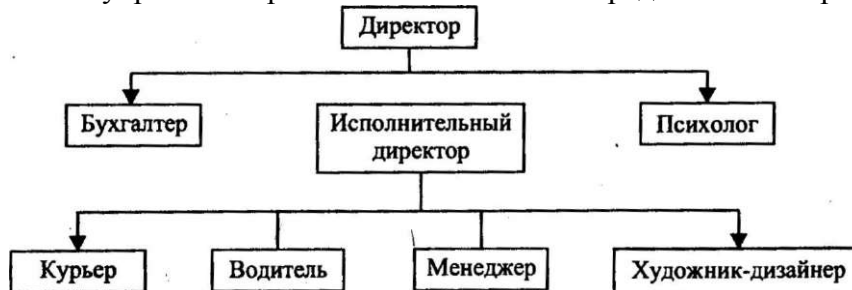 Директор
Бухгалтер
Исполнительный
директор
Психолог
Курьер
Водитель
Менеджер
Художник-дизайнер